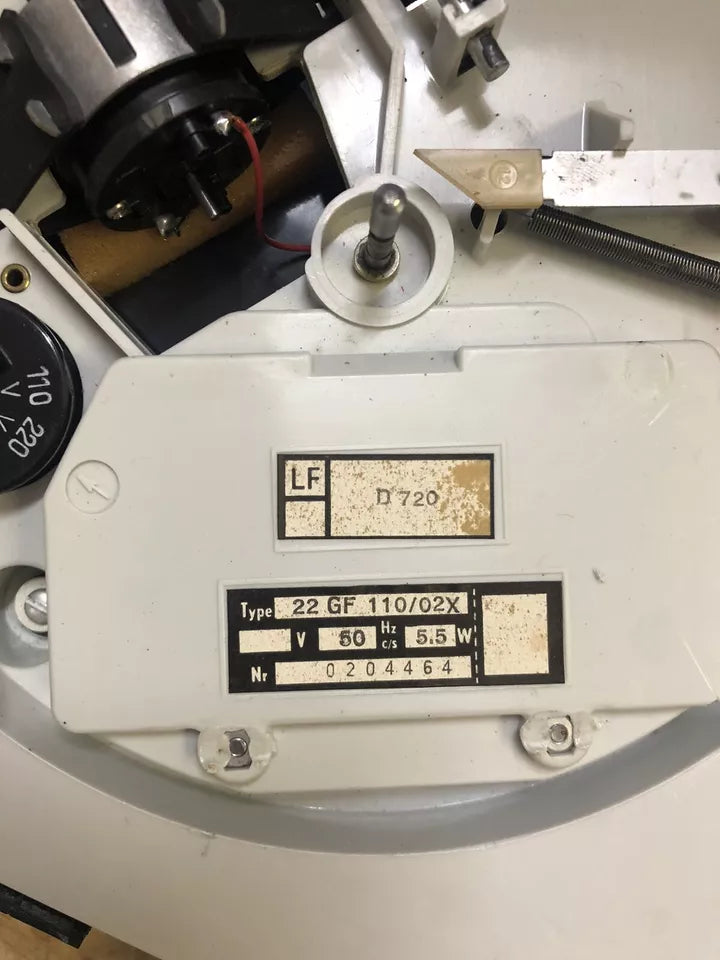 110 220
V V
LF
D 720
Type 22 GF 110/02X
V 50 Hz c/s 5.5 W
Nr 0204464